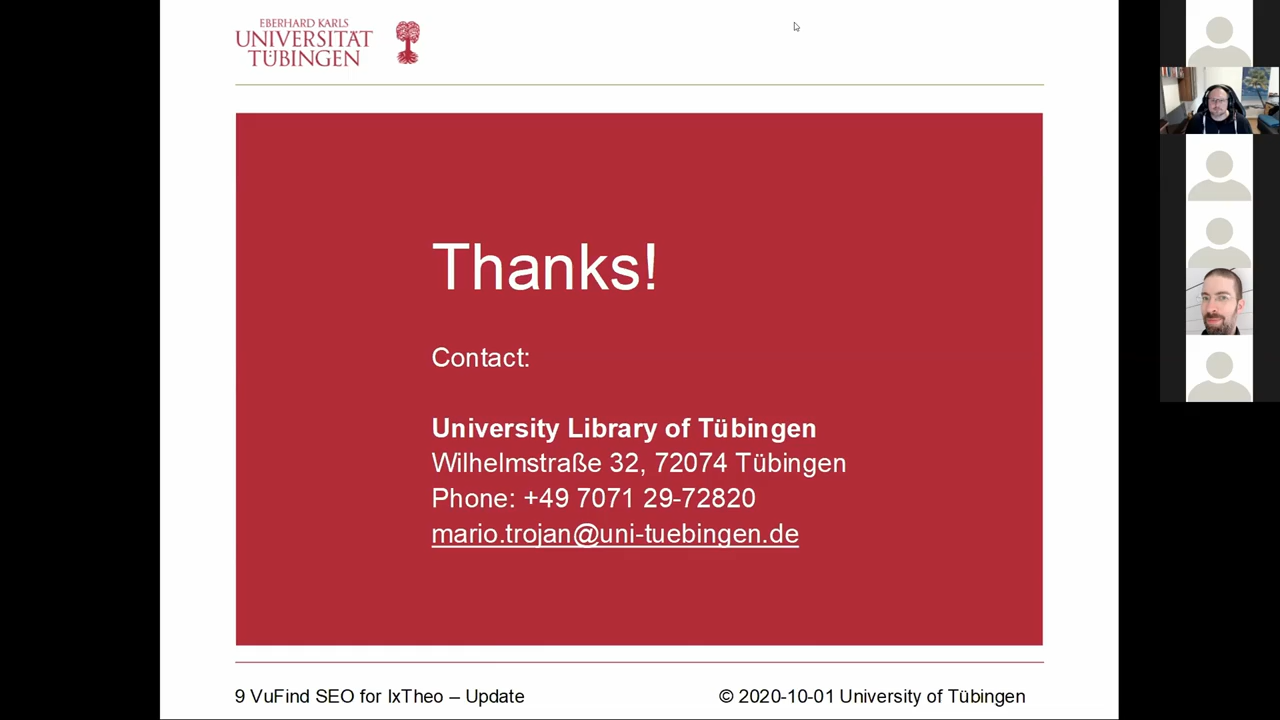 EBERHARD KARLS
UNIVERSITÄT
TÜBINGEN
Thanks!
Contact:
University Library of Tübingen
Wilhelmstraße 32, 72074 Tübingen
Phone: +49 7071 29-72820
mario.trojan@uni-tuebingen.de
9 VuFind SEO for IxTheo – Update
© 2020-10-01 University of Tübingen